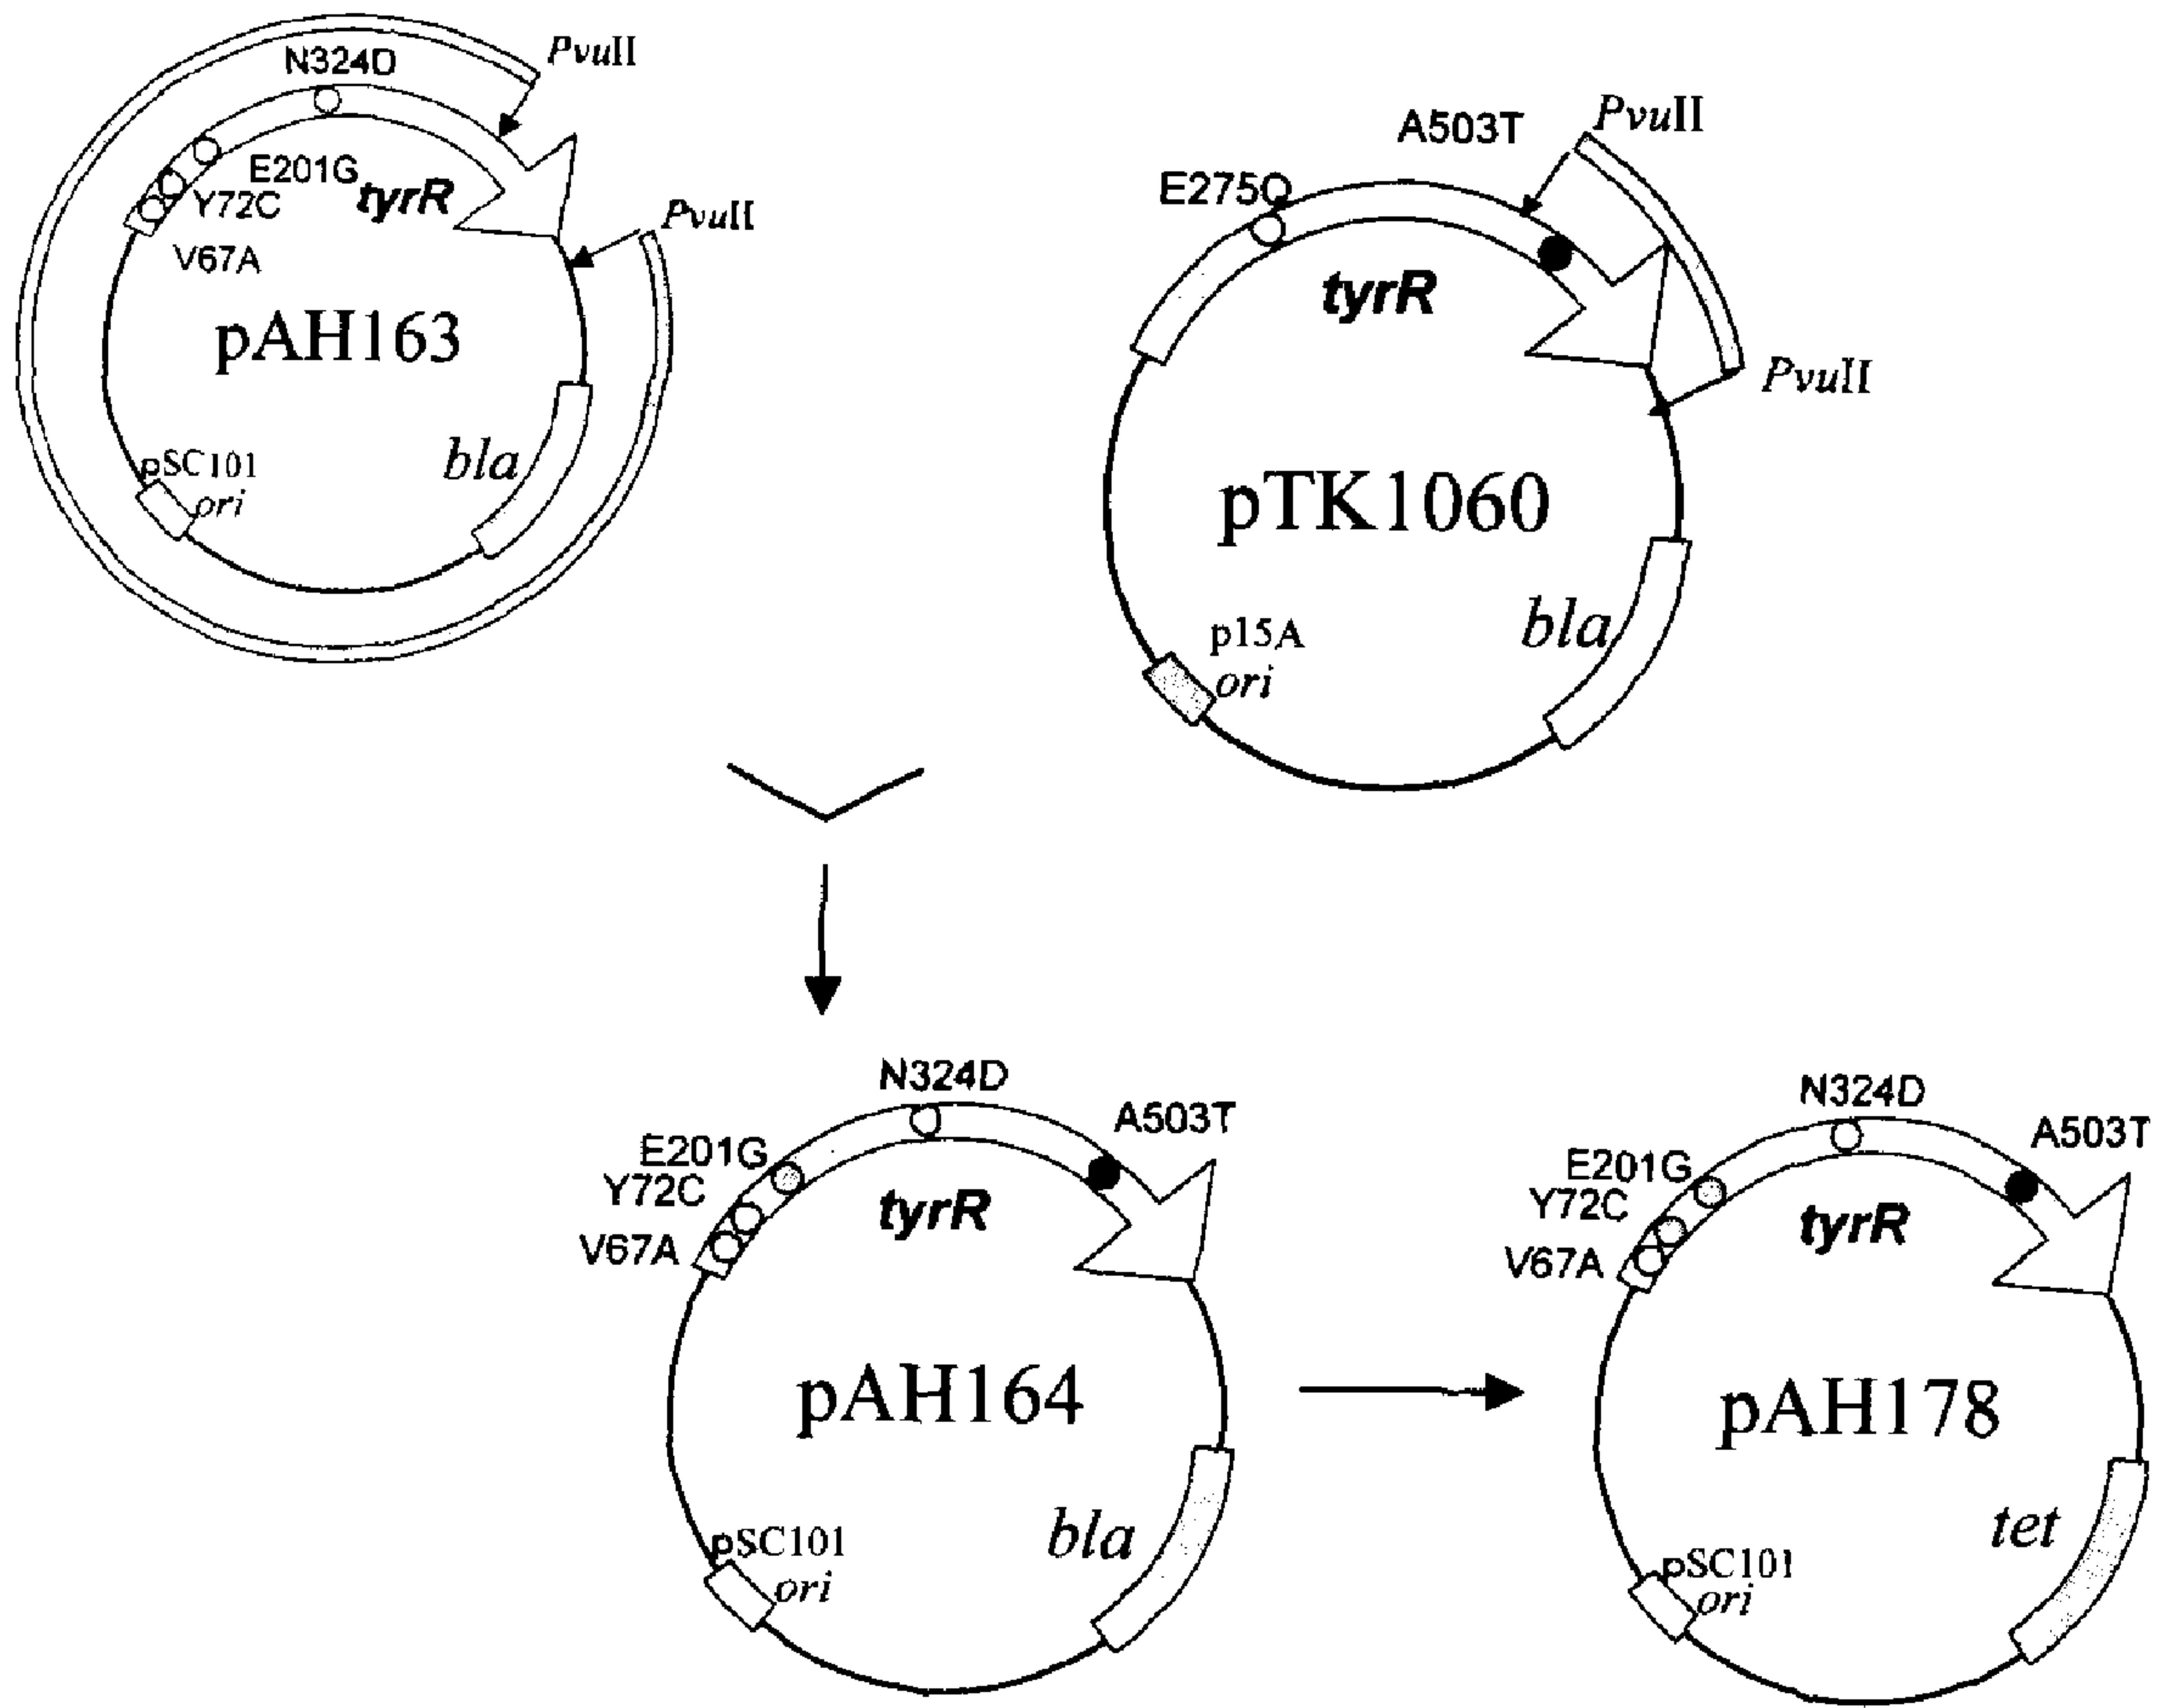 PvuII
N324D
E201G
tyrR
Y72C
PvuII
V67A
pAH163
bla
pSC101
ori
PvuII
A503T
E275Q
tyrR
PvuII
pTK1060
bla
p15A
ori
N324D
A503T
E201G
Y72C
tyrR
V67A
pAH164
bla
pSC101
ori
N324D
A503T
E201G
Y72C
tyrR
V67A
pAH178
tet
pSC101
ori